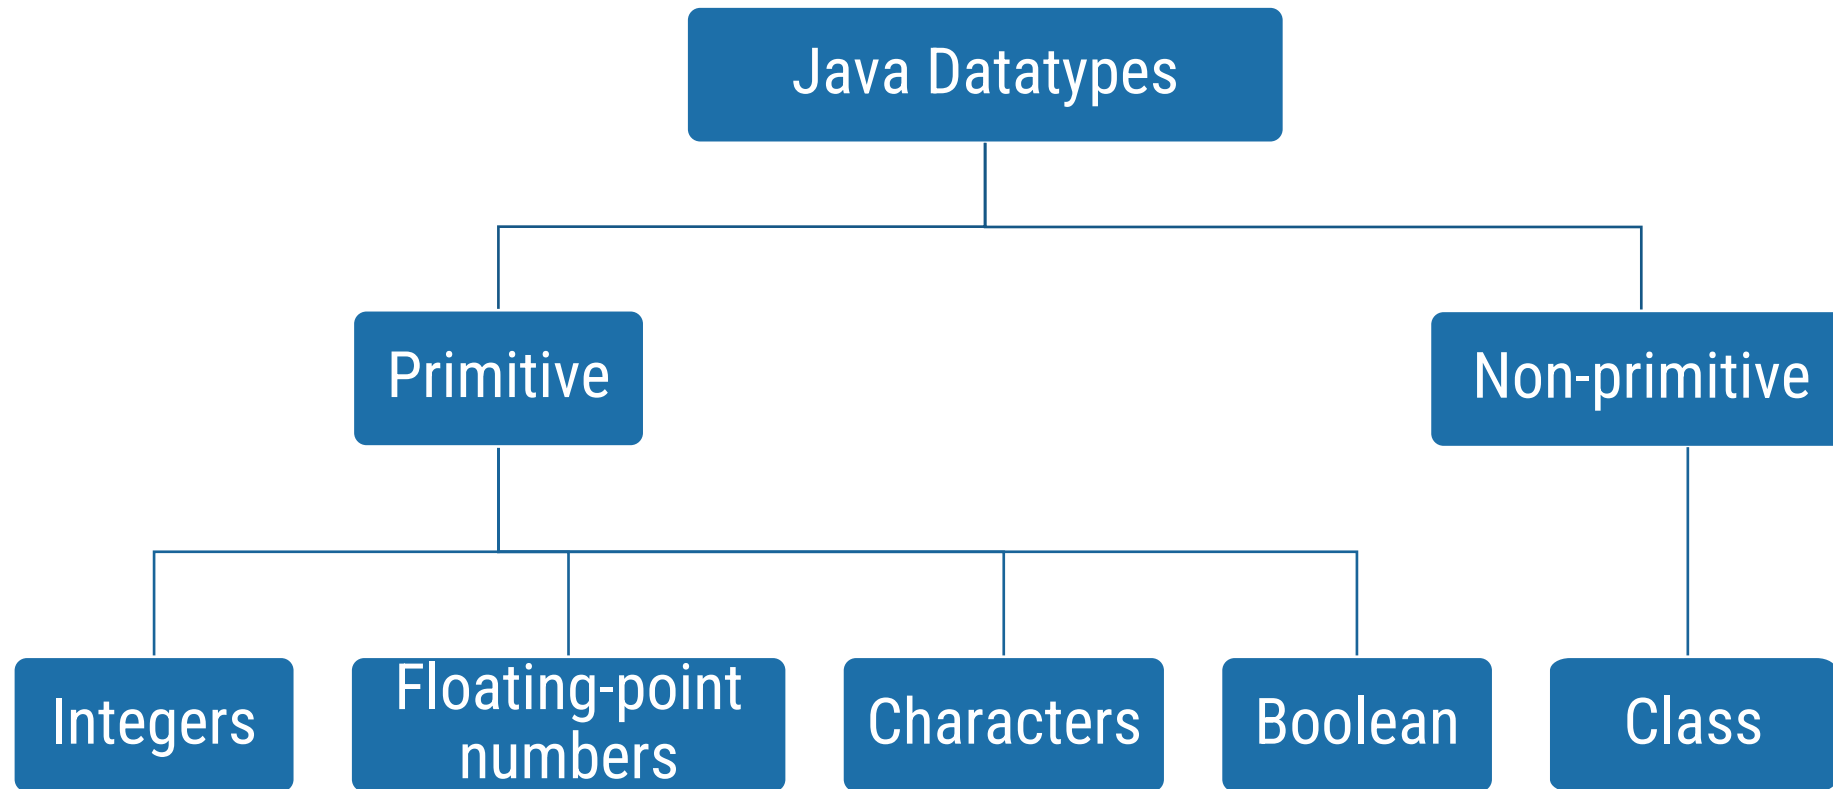 Java Datatypes
Primitive
Non-primitive
Integers
Floating-point
numbers
Characters
Boolean
Class